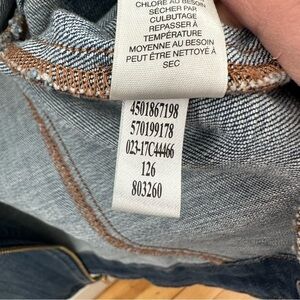 CHLORE AU BESOIN
SÉCHER PAR
CULBUTAGE
REPASSER À
TEMPÉRATURE
MOYENNE AU BESOIN
PEUT ÊTRE NETTOYÉ À
SEC
4501867198
570199178
023-17C44466
126
803260